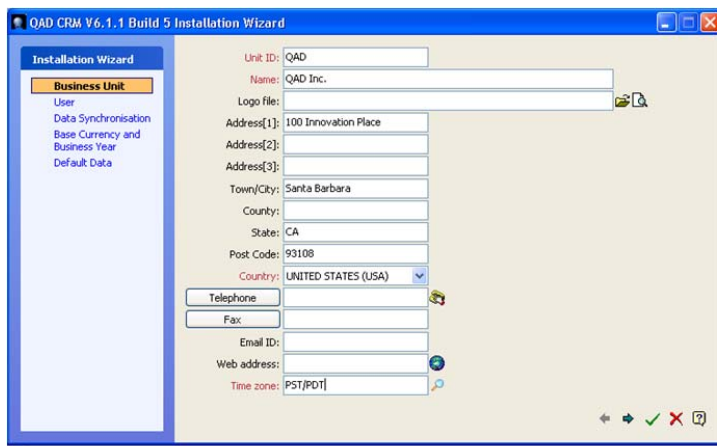 QAD CRM V6.1.1 Build 5 Installation Wizard
Installation Wizard
Business Unit
User
Data Synchronisation
Base Currency and
Business Year
Default Data
Unit ID: QAD
Name: QAD Inc.
Logo file:
Address[1]: 100 Innovation Place
Address[2]:
Address[3]:
Town/City: Santa Barbara
County:
State: CA
Post Code: 93108
Country: UNITED STATES (USA)
Telephone
Fax
Email ID:
Web address:
Time zone: PST/PDT